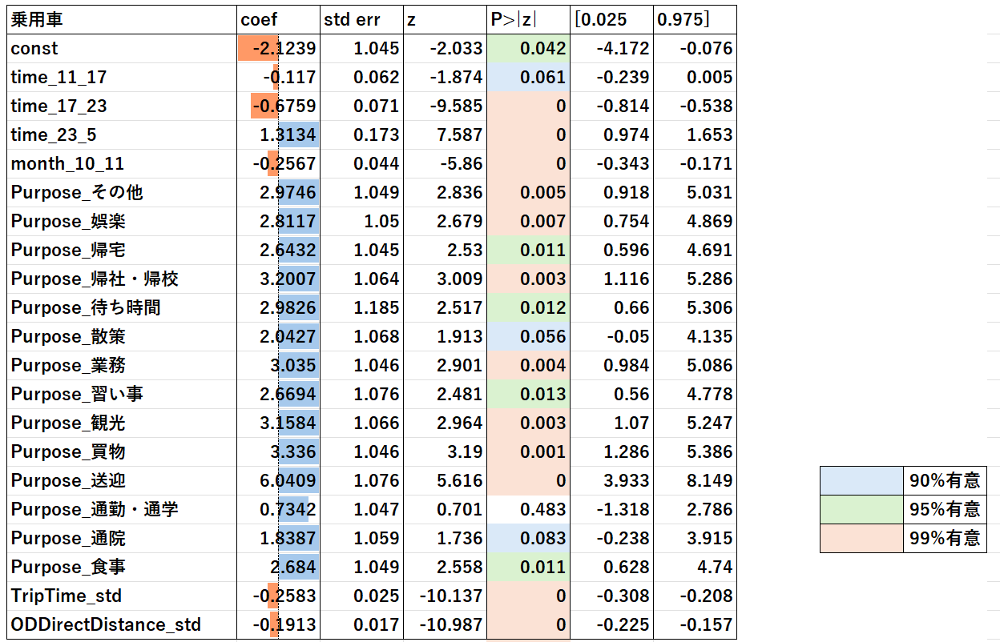 乗用車 coef std err z P>|z| [0.025 0.975]
const -2.1239 1.045 -2.033 0.042 -4.172 -0.076
time_11_17 -0.117 0.062 -1.874 0.061 -0.239 0.005
time_17_23 -0.6759 0.071 -9.585 0 -0.814 -0.538
time_23_5 1.3134 0.173 7.587 0 0.974 1.653
month_10_11 -0.2567 0.044 -5.86 0 -0.343 -0.171
Purpose_その他 2.9746 1.049 2.836 0.005 0.918 5.031
Purpose_娯楽 2.8117 1.05 2.679 0.007 0.754 4.869
Purpose_帰宅 2.6432 1.045 2.53 0.011 0.596 4.691
Purpose_帰社・帰校 3.2007 1.064 3.009 0.003 1.116 5.286
Purpose_待ち時間 2.9826 1.185 2.517 0.012 0.66 5.306
Purpose_散策 2.0427 1.068 1.913 0.056 -0.05 4.135
Purpose_業務 3.035 1.046 2.901 0.004 0.984 5.086
Purpose_習い事 2.6694 1.076 2.481 0.013 0.56 4.778
Purpose_観光 3.1584 1.066 2.964 0.003 1.07 5.247
Purpose_買物 3.336 1.046 3.19 0.001 1.286 5.386
Purpose_送迎 6.0409 1.076 5.616 0 3.933 8.149
90%有意
Purpose_通勤・通学 0.7342 1.047 0.701 0.483 -1.318 2.786
95%有意
Purpose_通院 1.8387 1.059 1.736 0.083 -0.238 3.915
99%有意
Purpose_食事 2.684 1.049 2.558 0.011 0.628 4.74
TripTime_std -0.2583 0.025 -10.137 0 -0.308 -0.208
ODDirectDistance_std -0.1913 0.017 -10.987 0 -0.225 -0.157